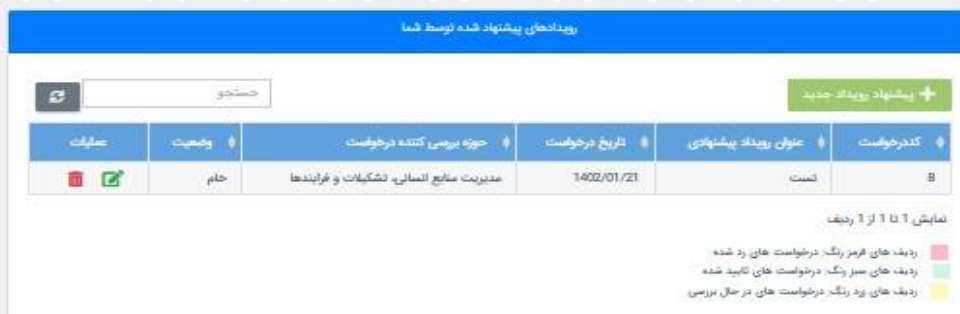 رویدادهای پیشنهاد شده توسط شما
پیشنهاد رویداد جدید
جستجو
کددرخواست عنوان رویداد پیشنهادی تاریخ درخواست حوزه بررسی کننده درخواست وضعیت عملیات
8 تست 1402/01/21 مدیریت منابع انسانی، تشکیلات و فرایندها خام
نمایش 1 تا 1 از 1 ردیف
ردیف های قرمز رنگ: درخواست های رد شده
ردیف های سبز رنگ: درخواست های تایید شده
ردیف های زرد رنگ: درخواست های در حال بررسی